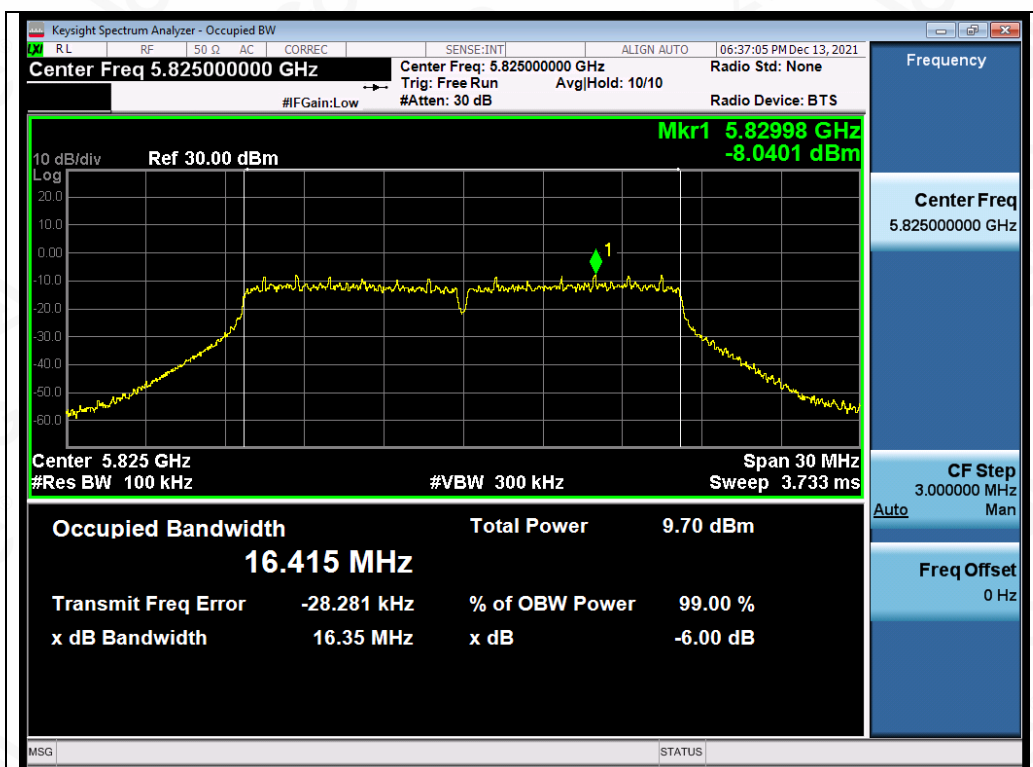 Keysight Spectrum Analyzer - Occupied BW
LXI RL RF 50 Ω AC CORREC SENSE:INT ALIGN AUTO 06:37:05 PM Dec 13, 2021
Center Freq 5.825000000 GHz
Center Freq: 5.825000000 GHz
Radio Std: None
Trig: Free Run Avg|Hold: 10/10
#IFGain:Low
#Atten: 30 dB
Radio Device: BTS
Mkr1 5.82998 GHz
-8.0401 dBm
10 dB/div Ref 30.00 dBm
Log
20.0
10.0
0.00
-10.0
-20.0
-30.0
-40.0
-50.0
-60.0
1
Center 5.825 GHz Span 30 MHz
#Res BW 100 kHz #VBW 300 kHz Sweep 3.733 ms
Occupied Bandwidth Total Power 9.70 dBm
16.415 MHz
Transmit Freq Error -28.281 kHz % of OBW Power 99.00 %
x dB Bandwidth 16.35 MHz x dB -6.00 dB
Frequency
Center Freq
5.825000000 GHz
CF Step
3.000000 MHz
Auto Man
Freq Offset
0 Hz
MSG STATUS